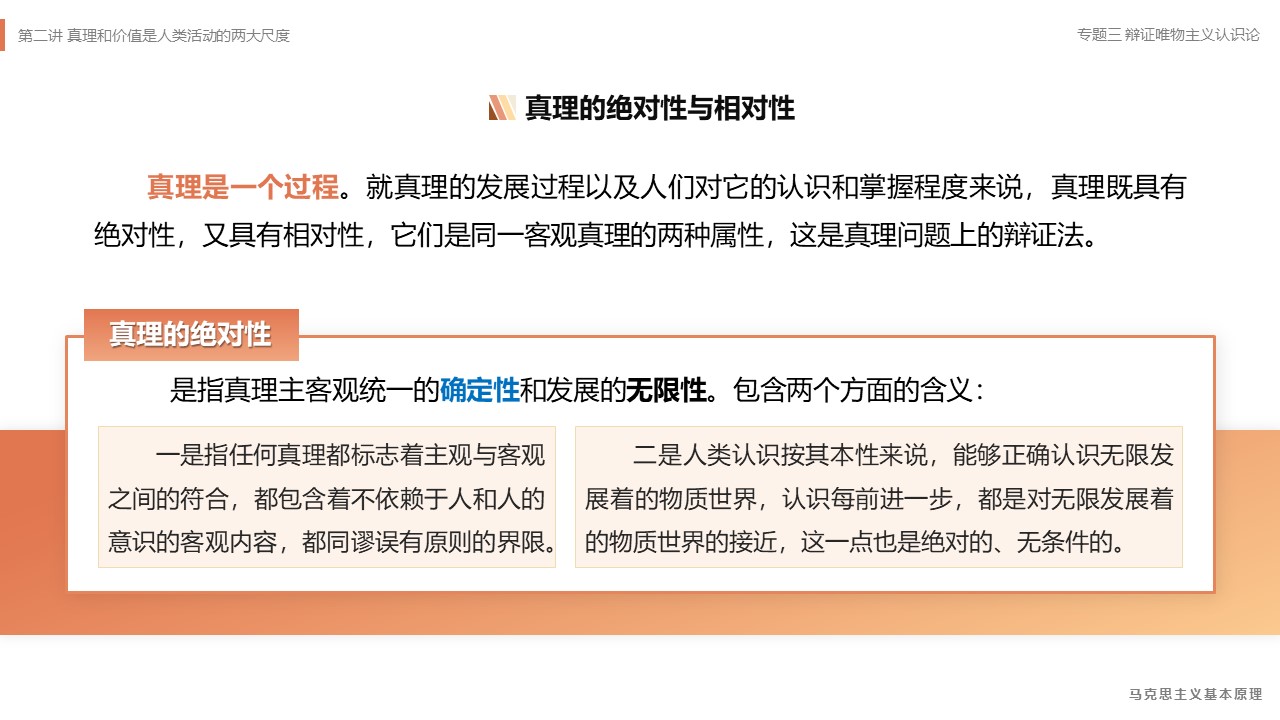 第二讲 真理和价值是人类活动的两大尺度
专题三 辩证唯物主义认识论
真理的绝对性与相对性
真理是一个过程。就真理的发展过程以及人们对它的认识和掌握程度来说，真理既具有
绝对性，又具有相对性，它们是同一客观真理的两种属性，这是真理问题上的辩证法。
真理的绝对性
是指真理主客观统一的确定性和发展的无限性。包含两个方面的含义：
一是指任何真理都标志着主观与客观
之间的符合，都包含着不依赖于人和人的
意识的客观内容，都同谬误有原则的界限。
二是人类认识按其本性来说，能够正确认识无限发
展着的物质世界，认识每前进一步，都是对无限发展着
的物质世界的接近，这一点也是绝对的、无条件的。
马克思主义基本原理